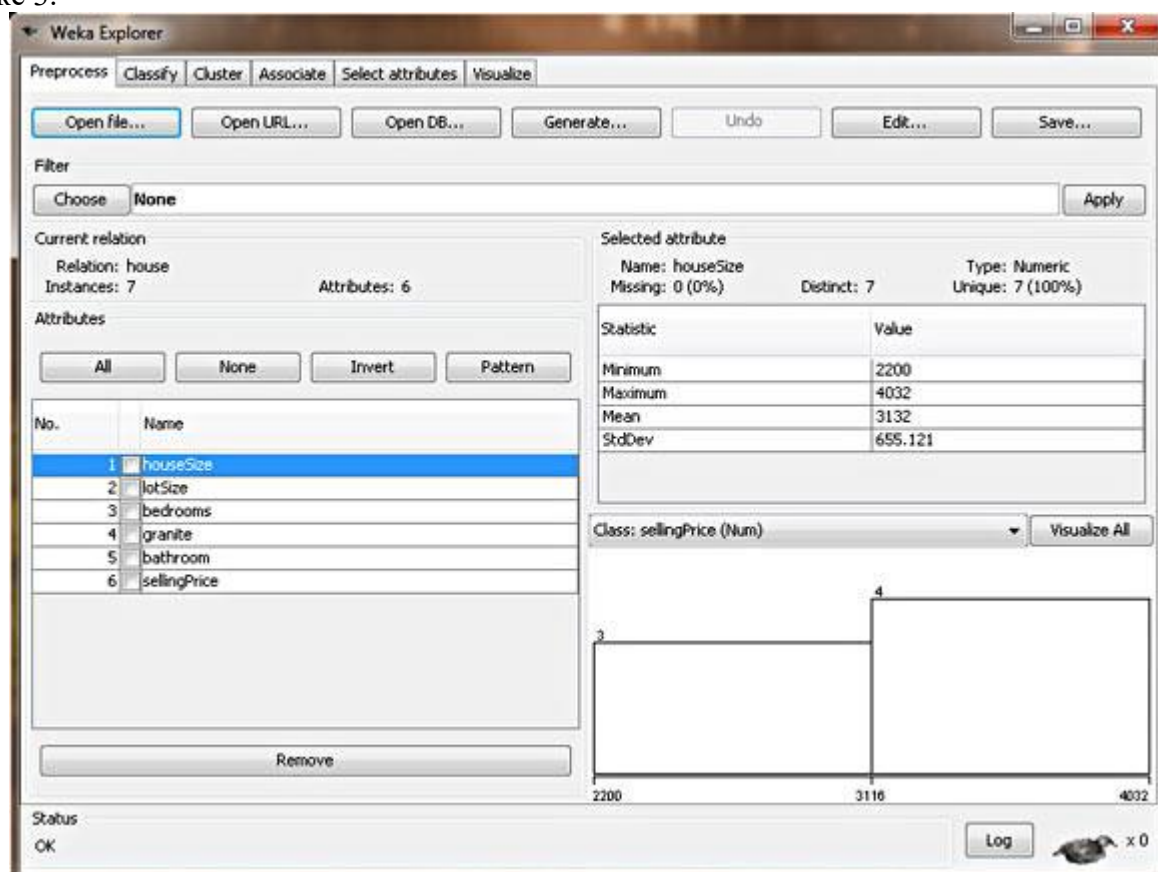 Weka Explorer
Preprocess Classify Cluster Associate Select attributes Visualize
Open file... Open URL... Open DB... Generate... Undo Edit... Save...
Filter
Choose None Apply
Current relation
Relation: house
Instances: 7 Attributes: 6
Selected attribute
Name: houseSize Type: Numeric
Missing: 0 (0%) Distinct: 7 Unique: 7 (100%)
Attributes
All None Invert Pattern
No. Name
1 houseSize
2 lotSize
3 bedrooms
4 granite
5 bathroom
6 sellingPrice
Remove
Statistic Value
Minimum 2200
Maximum 4032
Mean 3132
StdDev 655.121
Class: sellingPrice (Num) Visualize All
3
4
2200 3116 4032
Status
OK
Log x 0